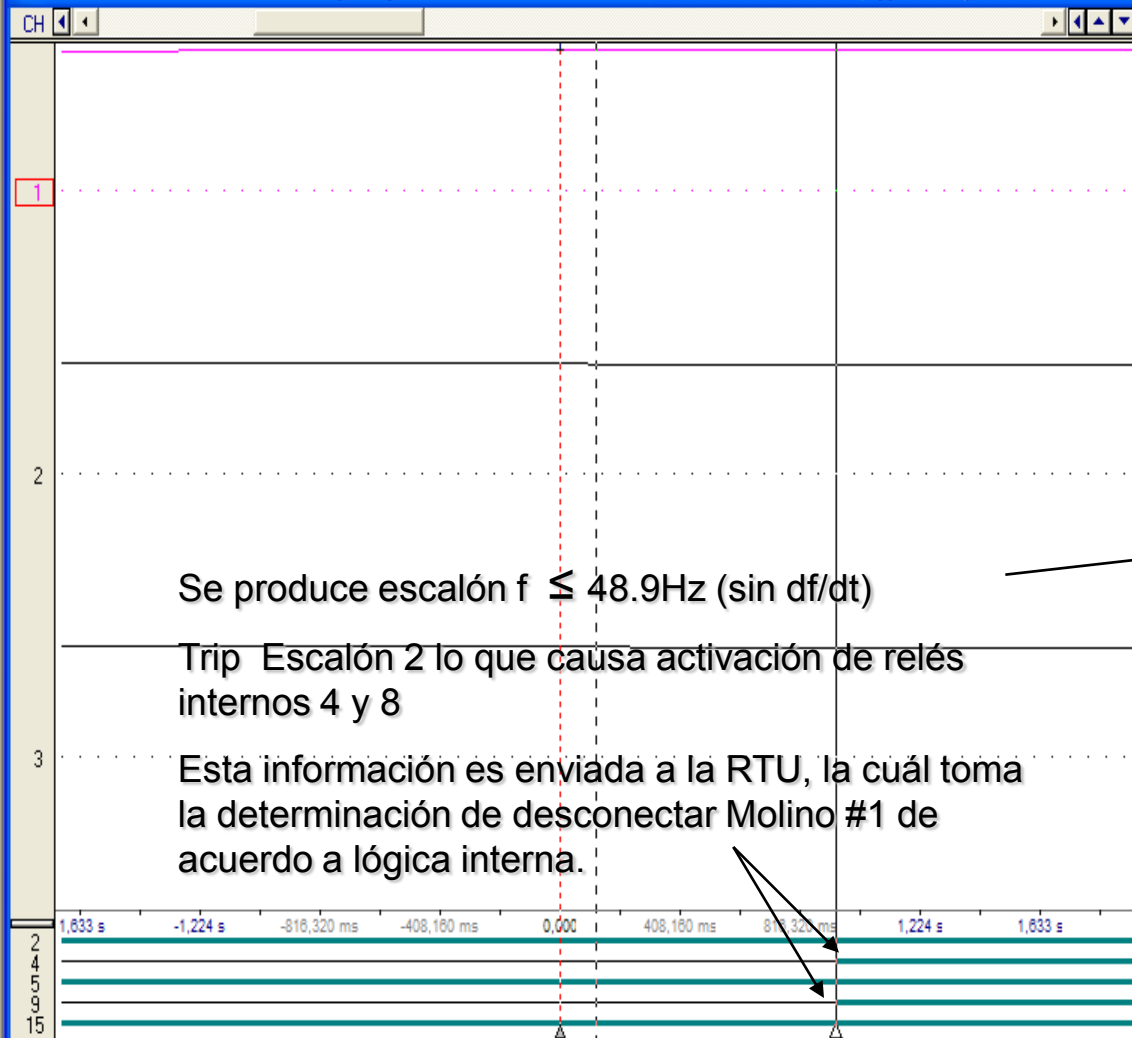 CH
1
2
Se produce escalón f ≤ 48.9Hz (sin df/dt)
Trip Escalón 2 lo que causa activación de relés
internos 4 y 8
3
Esta información es enviada a la RTU, la cuál toma
la determinación de desconectar Molino #1 de
acuerdo a lógica interna.
1,633 s -1,224 s -816,320 ms -408,160 ms 0,000 408,160 ms 816,320 ms 1,224 s 1,633 s
2
4
5
9
15